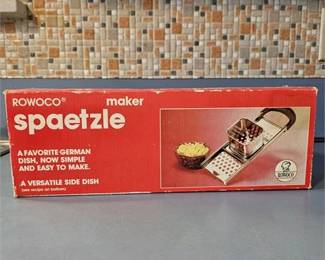 ROWOCO® maker
spaetzle
A FAVORITE GERMAN
DISH, NOW SIMPLE
AND EASY TO MAKE.
A VERSATILE SIDE DISH
(see recipe on bottom)
ROWOCO